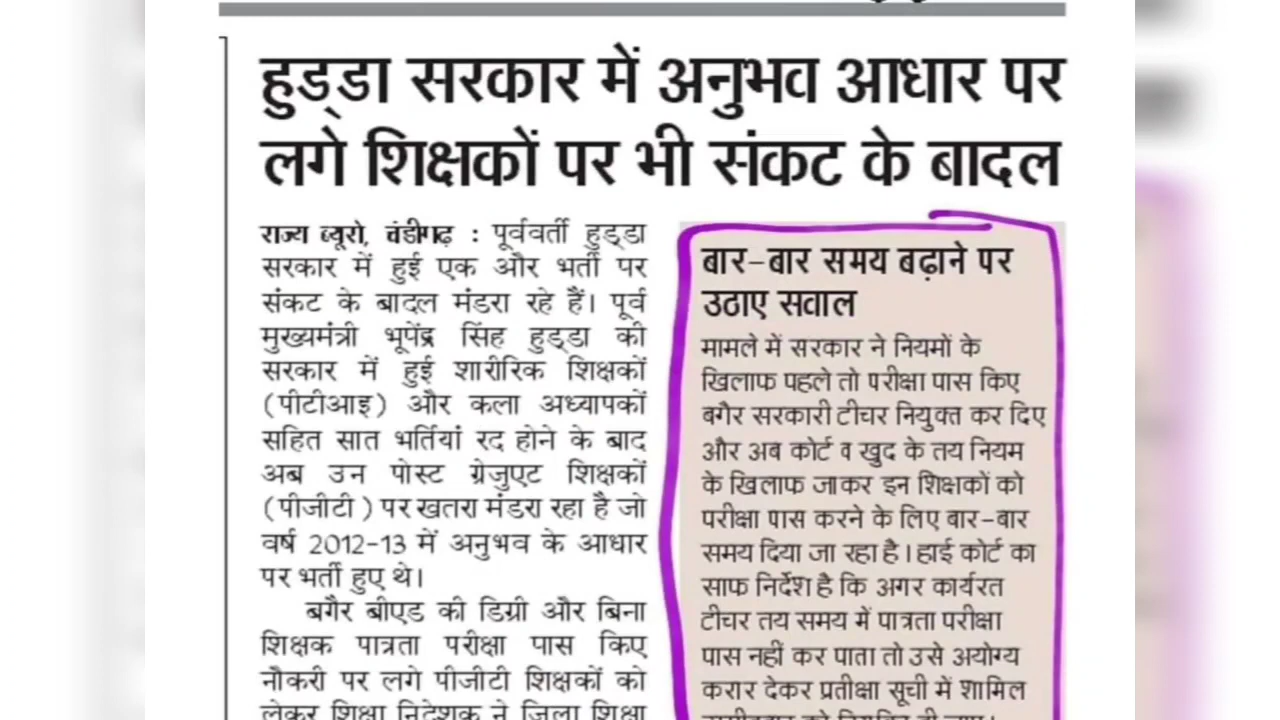 हुड्डा सरकार में अनुभव आधार पर
लगे शिक्षकों पर भी संकट के बादल
राज्य ब्यूरो, चंडीगढ़ : पूर्ववर्ती हुड्डा
सरकार में हुई एक और भर्ती पर
संकट के बादल मंडरा रहे हैं। पूर्व
मुख्यमंत्री भूपेंद्र सिंह हुड्डा की
सरकार में हुई शारीरिक शिक्षकों
(पीटीआइ) और कला अध्यापकों
सहित सात भर्तियां रद होने के बाद
अब उन पोस्ट ग्रेजुएट शिक्षकों
(पीजीटी ) पर खतरा मंडरा रहा है जो
वर्ष 2012-13 में अनुभव के आधार
पर भर्ती हुए थे।
बगैर बीएड की डिग्री और बिना
शिक्षक पात्रता परीक्षा पास किए
नौकरी पर लगे पीजीटी शिक्षकों को
लेकर शिक्षा निदेशक ने जिला शिक्षा
बार-बार समय बढ़ाने पर
उठाए सवाल
मामले में सरकार ने नियमों के
खिलाफ पहले तो परीक्षा पास किए
बगैर सरकारी टीचर नियुक्त कर दिए
और अब कोर्ट व खुद के तय नियम
के खिलाफ जाकर इन शिक्षकों को
परीक्षा पास करने के लिए बार-बार
समय दिया जा रहा है। हाई कोर्ट का
साफ निर्देश है कि अगर कार्यरत
टीचर तय समय में पात्रता परीक्षा
पास नहीं कर पाता तो उसे अयोग्य
करार देकर प्रतीक्षा सूची में शामिल